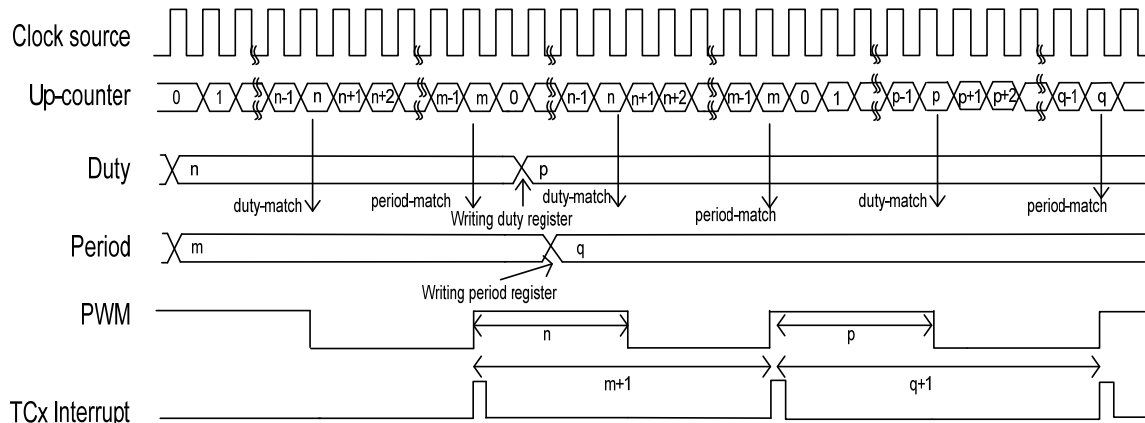 Clock source
Up-counter 0 1 n-1 n n+1 n+2 m-1 m 0 n-1 n n+1 n+2 m-1 m 0 1 p-1 p p+1 p+2 q-1 q
Duty n p
duty-match period-match Writing duty register duty-match period-match duty-match period-match
Period m q
Writing period register
PWM
n p
m+1 q+1
TCx Interrupt